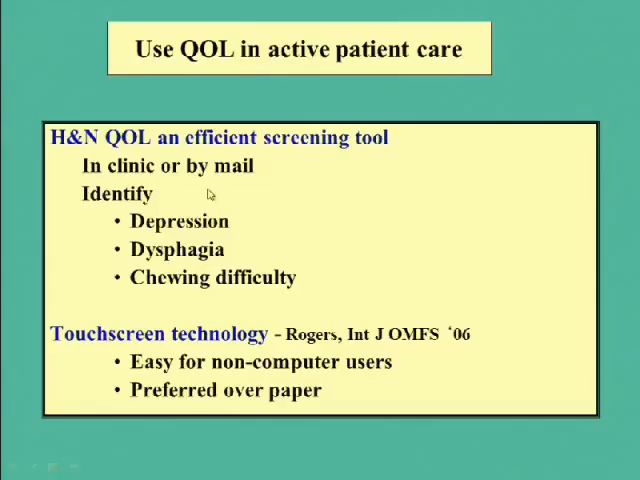 Use QOL in active patient care
H&N QOL an efficient screening tool
In clinic or by mail
Identify
• Depression
• Dysphagia
• Chewing difficulty
Touchscreen technology - Rogers, Int J OMFS ‘06
• Easy for non-computer users
• Preferred over paper